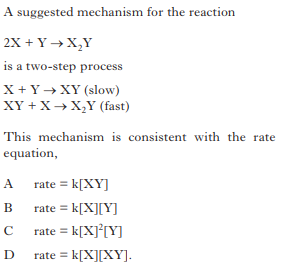 A suggested mechanism for the reaction
2X + Y → X₂Y
is a two-step process
X + Y → XY (slow)
XY + X → X₂Y (fast)
This mechanism is consistent with the rate
equation,
A rate = k[XY]
B rate = k[X][Y]
C rate = k[X]²[Y]
D rate = k[X][XY].